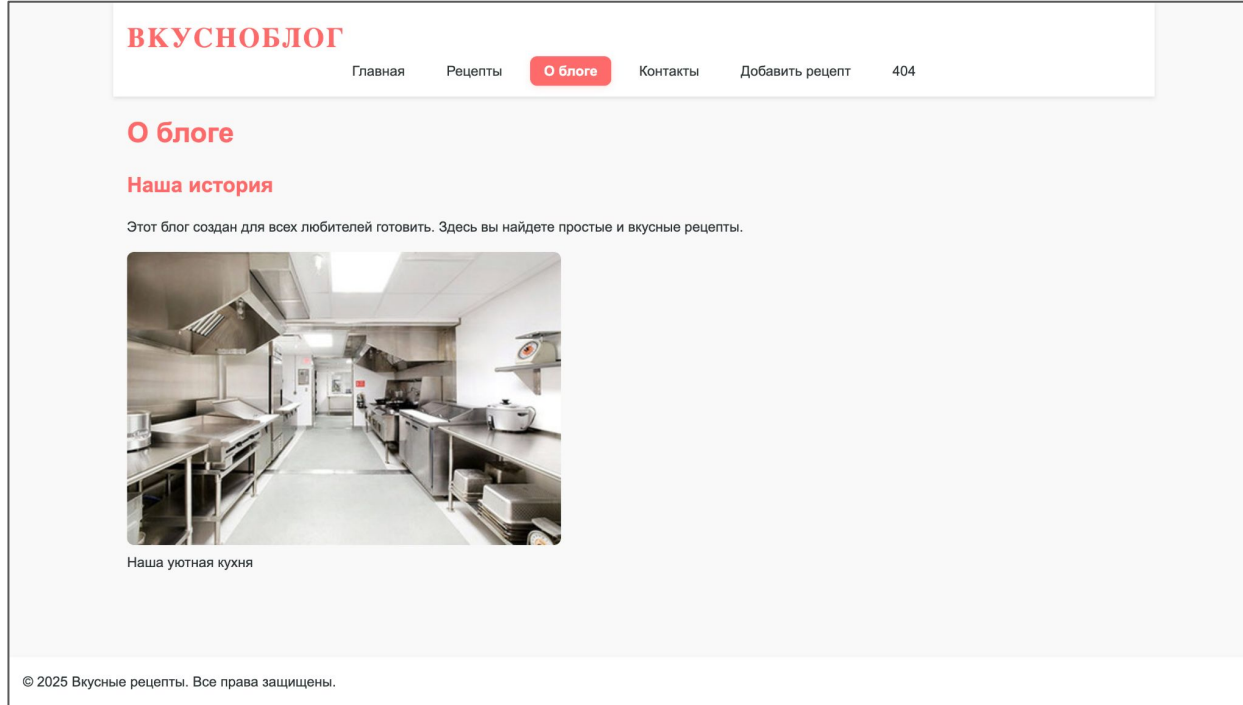 ВКУСНОБЛОГ
Главная Рецепты О блоге Контакты Добавить рецепт 404
О блоге
Наша история
Этот блог создан для всех любителей готовить. Здесь вы найдете простые и вкусные рецепты.
Наша уютная кухня
© 2025 Вкусные рецепты. Все права защищены.